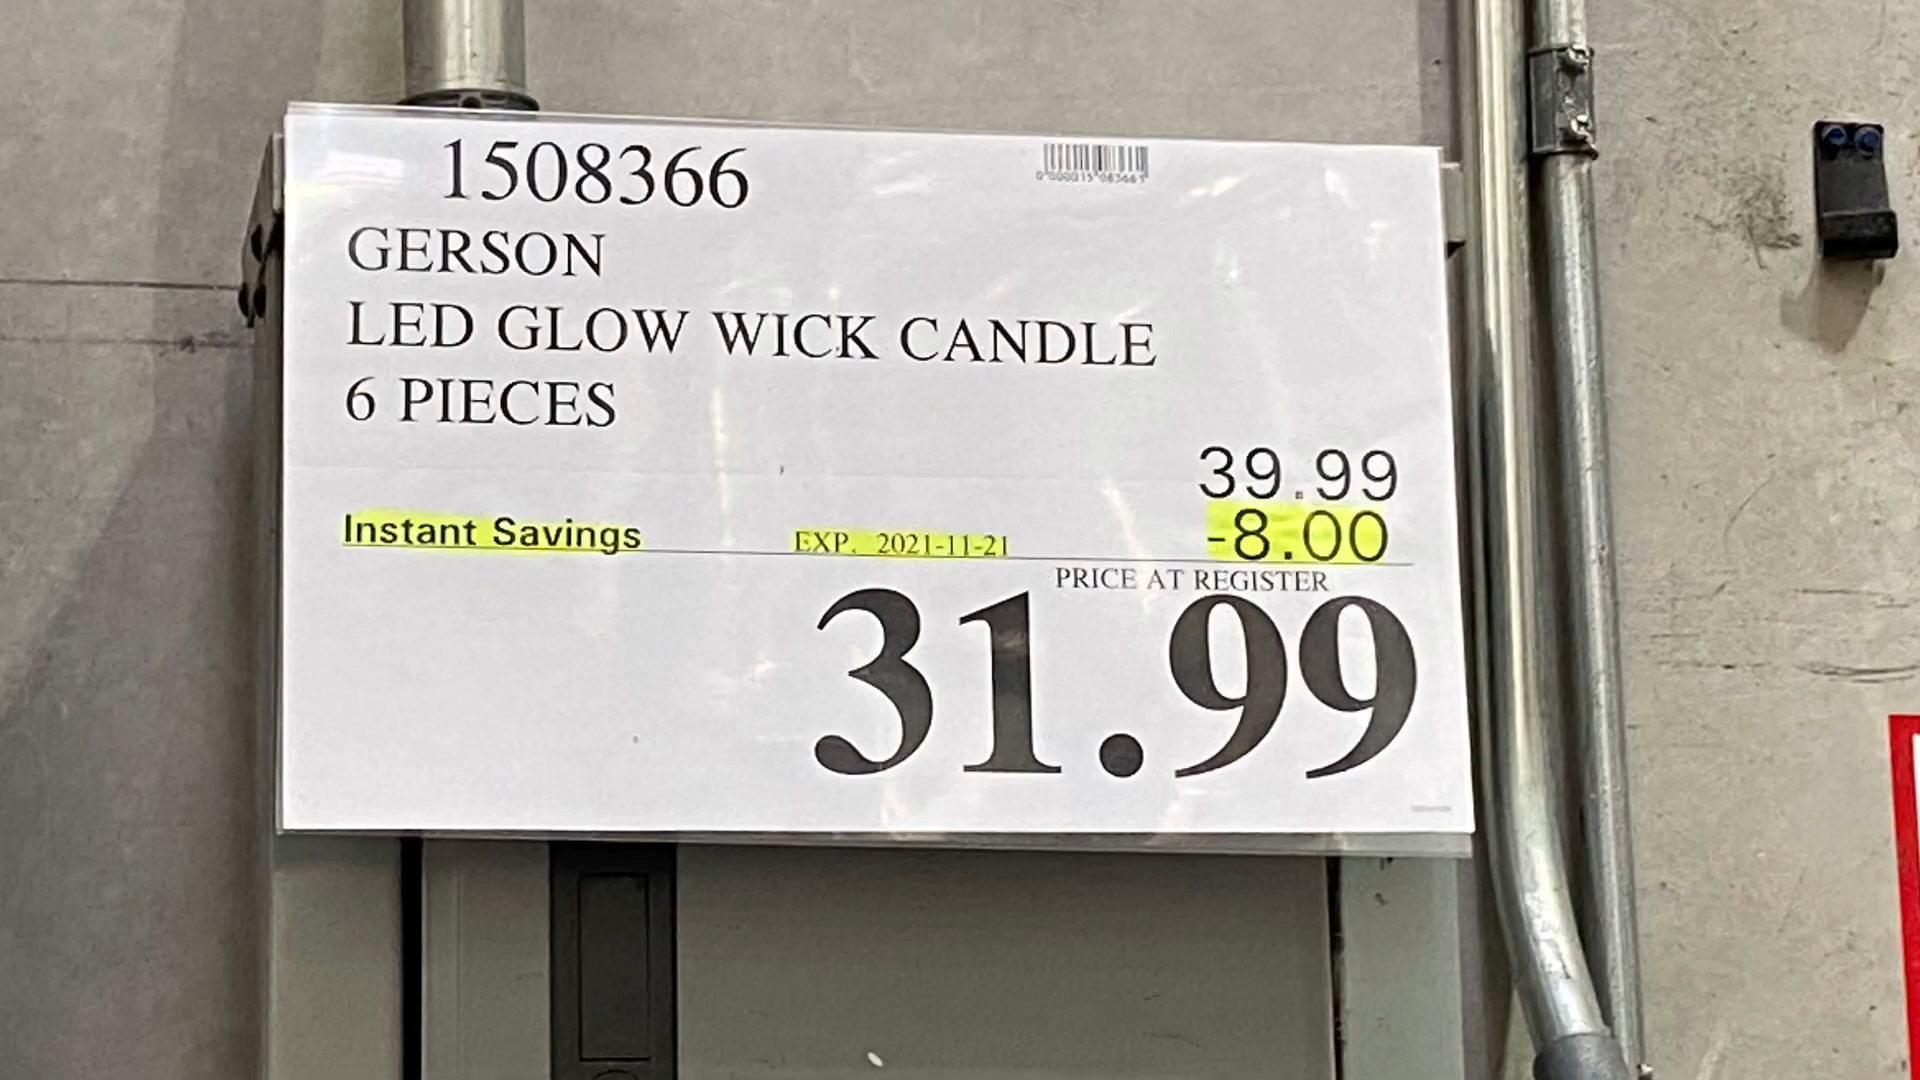 1508366
GERSON
LED GLOW WICK CANDLE
6 PIECES
39.99
Instant Savings EXP. 2021-11-21 -8.00
PRICE AT REGISTER
31.99